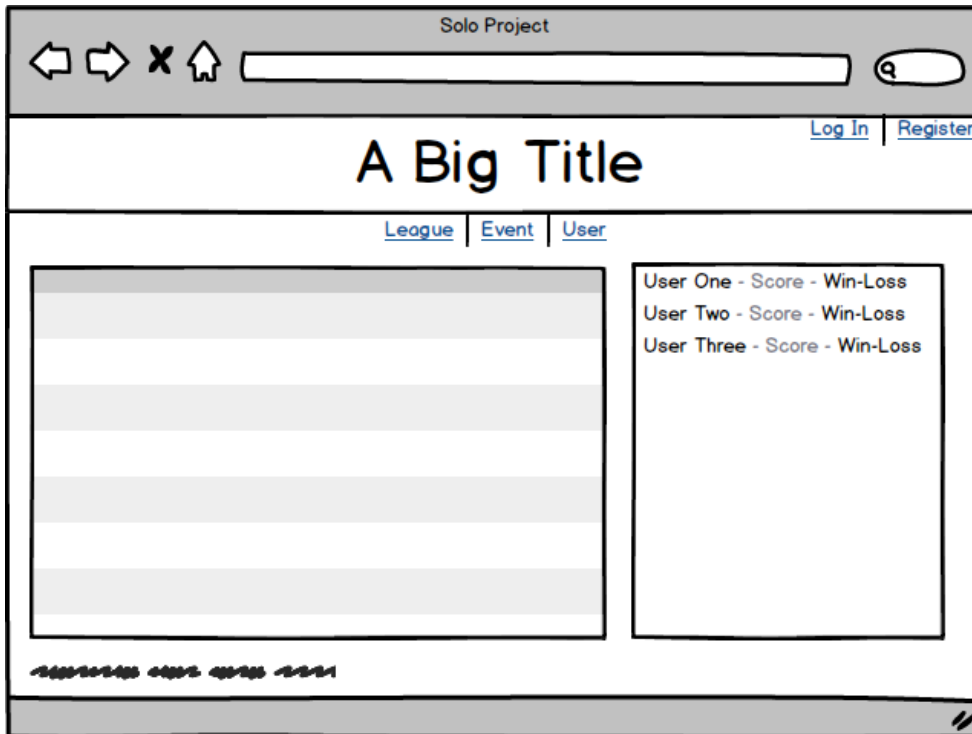 Solo Project
Log In | Register
A Big Title
League | Event | User
User One - Score - Win-Loss
User Two - Score - Win-Loss
User Three - Score - Win-Loss